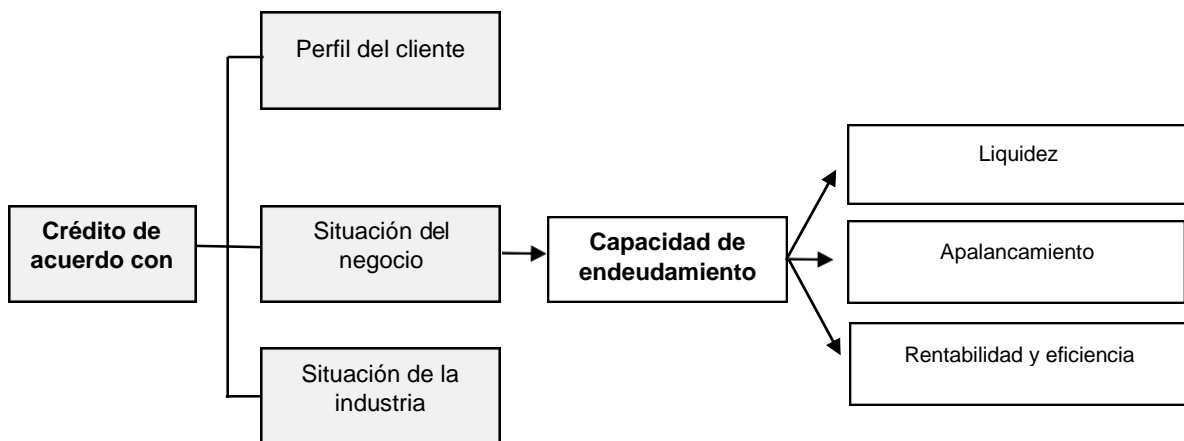 Perfil del cliente
Crédito de
acuerdo con
Situación del
negocio
Situación de la
industria
Capacidad de
endeudamiento
Liquidez
Apalancamiento
Rentabilidad y eficiencia